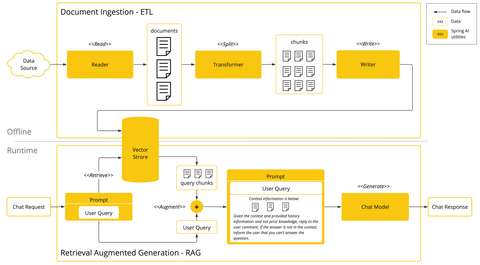 Document Ingestion - ETL
Data flow
xxx
Data
xxx
Spring AI
utilities
documents
chunks
<<Read>>
<<Split>>
<<Write>>
Data
Source
Reader
Transformer
Writer
Offline
Runtime
Vector
Strore
<<Retrieve>>
query chunks
Prompt
User Query
<<Augment>>
+
User Query
Prompt
User Query
Context information is below.
Given the context and provided history
information and not prior knowledge, reply to the
user comment. If the answer is not in the context,
inform the user that you can't answer the
question.
<<Generate>>
Chat Request
Chat Model
Chat Response
Retrieval Augmented Generation - RAG